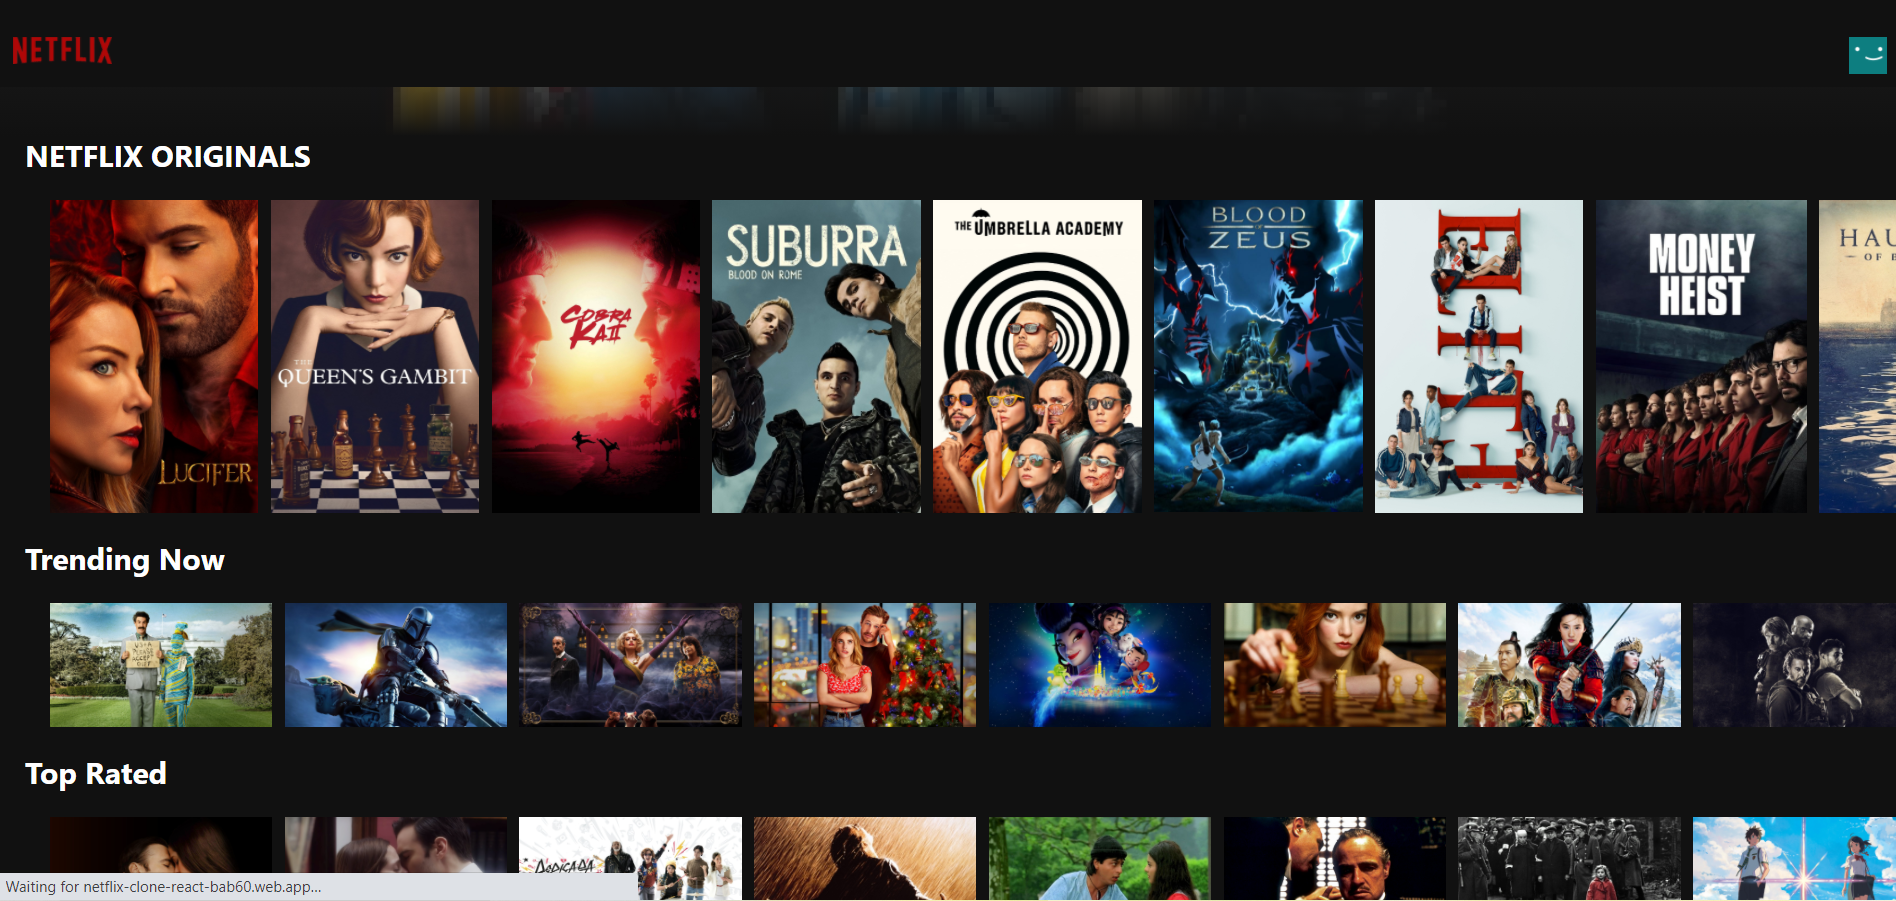 NETFLIX
NETFLIX ORIGINALS
LUCIFER
THE
QUEEN'S GAMBIT
COBRA
KAI
SUBURRA
BLOOD ON ROME
THE UMBRELLA ACADEMY
BLOOD
OF
ZEUS
ELITE
MONEY
HEIST
HAU
OF B
Trending Now
Top Rated
Waiting for netflix-clone-react-bab60.web.app...